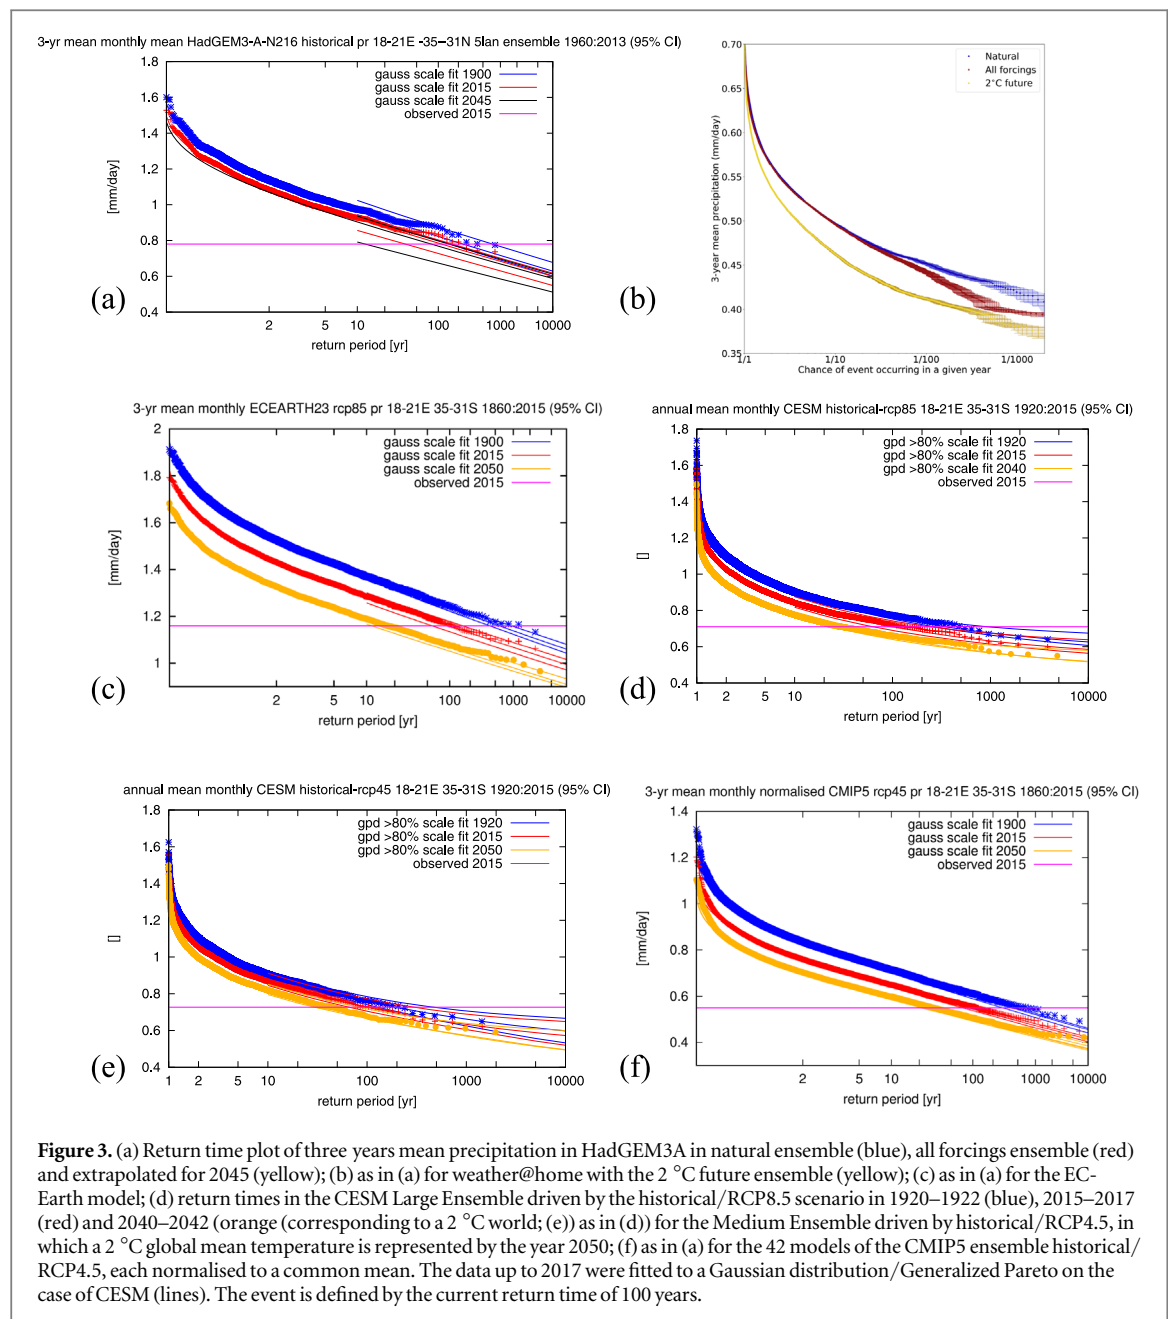 3-yr mean monthly mean HadGEM3-A-N216 historical pr 18-21E -35--31N 5lan ensemble 1960:2013 (95% CI)
gauss scale fit 1900
gauss scale fit 2015
gauss scale fit 2045
observed 2015
1.6
1.4
1.2
1
0.8
0.6
0.4
[mm/day]
2
5
10
100
1000
10000
return period [yr]
(a)
0.70
0.65
0.60
0.55
0.50
0.45
0.40
0.35
3-year mean precipitation (mm/day)
Natural
All forcings
2°C future
1/1
1/10
1/100
1/1000
Chance of event occurring in a given year
(b)
3-yr mean monthly ECEARTH23 rcp85 pr 18-21E 35-31S 1860:2015 (95% CI)
gauss scale fit 1900
gauss scale fit 2015
gauss scale fit 2050
observed 2015
2
1.8
1.6
1.4
1.2
1
[mm/day]
2
5
10
100
1000
10000
return period [yr]
(c)
annual mean monthly CESM historical-rcp85 18-21E 35-31S 1920:2015 (95% CI)
gpd >80% scale fit 1920
gpd >80% scale fit 2015
gpd >80% scale fit 2040
observed 2015
1.8
1.6
1.4
1.2
1
0.8
0.6
0.4
[]
1
2
5
10
100
1000
10000
return period [yr]
(d)
annual mean monthly CESM historical-rcp45 18-21E 35-31S 1920:2015 (95% CI)
gpd >80% scale fit 1920
gpd >80% scale fit 2015
gpd >80% scale fit 2050
observed 2015
1.8
1.6
1.4
1.2
1
0.8
0.6
0.4
[]
1
2
5
10
100
1000
10000
return period [yr]
(e)
3-yr mean monthly normalised CMIP5 rcp45 pr 18-21E 35-31S 1860:2015 (95% CI)
gauss scale fit 1900
gauss scale fit 2015
gauss scale fit 2050
observed 2015
1.4
1.2
1
0.8
0.6
0.4
[mm/day]
2
5
10
100
1000
10000
return period [yr]
(f)
Figure 3. (a) Return time plot of three years mean precipitation in HadGEM3A in natural ensemble (blue), all forcings ensemble (red)
and extrapolated for 2045 (yellow); (b) as in (a) for weather@home with the 2 °C future ensemble (yellow); (c) as in (a) for the EC-
Earth model; (d) return times in the CESM Large Ensemble driven by the historical/RCP8.5 scenario in 1920–1922 (blue), 2015–2017
(red) and 2040–2042 (orange (corresponding to a 2 °C world; (e)) as in (d)) for the Medium Ensemble driven by historical/RCP4.5, in
which a 2 °C global mean temperature is represented by the year 2050; (f) as in (a) for the 42 models of the CMIP5 ensemble historical/
RCP4.5, each normalised to a common mean. The data up to 2017 were fitted to a Gaussian distribution/Generalized Pareto on the
case of CESM (lines). The event is defined by the current return time of 100 years.